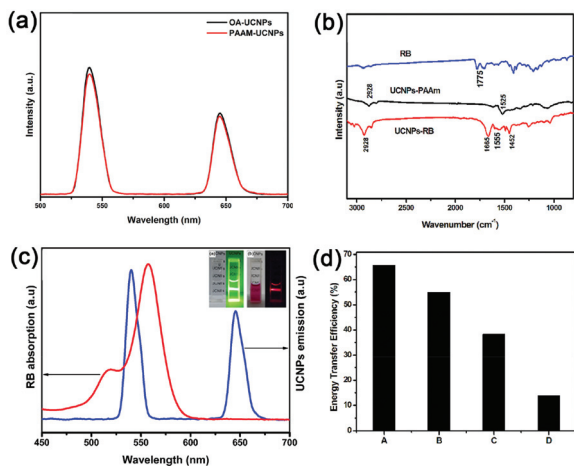 (a)
OA-UCNPs
PAAM-UCNPs
Intensity (a.u)
500 550 600 650 700
Wavelength (nm)
(b)
RB
1775
2928
UCNPs-PAAm
1525
UCNPs-RB
2928
1665
1555
1452
Intensity (a.u)
3000 2500 2000 1500 1000
Wavenumber (cm-1)
(c)
(a)
(b)
RB absorption (a.u)
UCNPs emission (a.u
450 500 550 600 650 700
Wavelength (nm)
(d)
Energy Transfer Efficiency (%)
70
60
50
40
30
20
10
0
A B C D